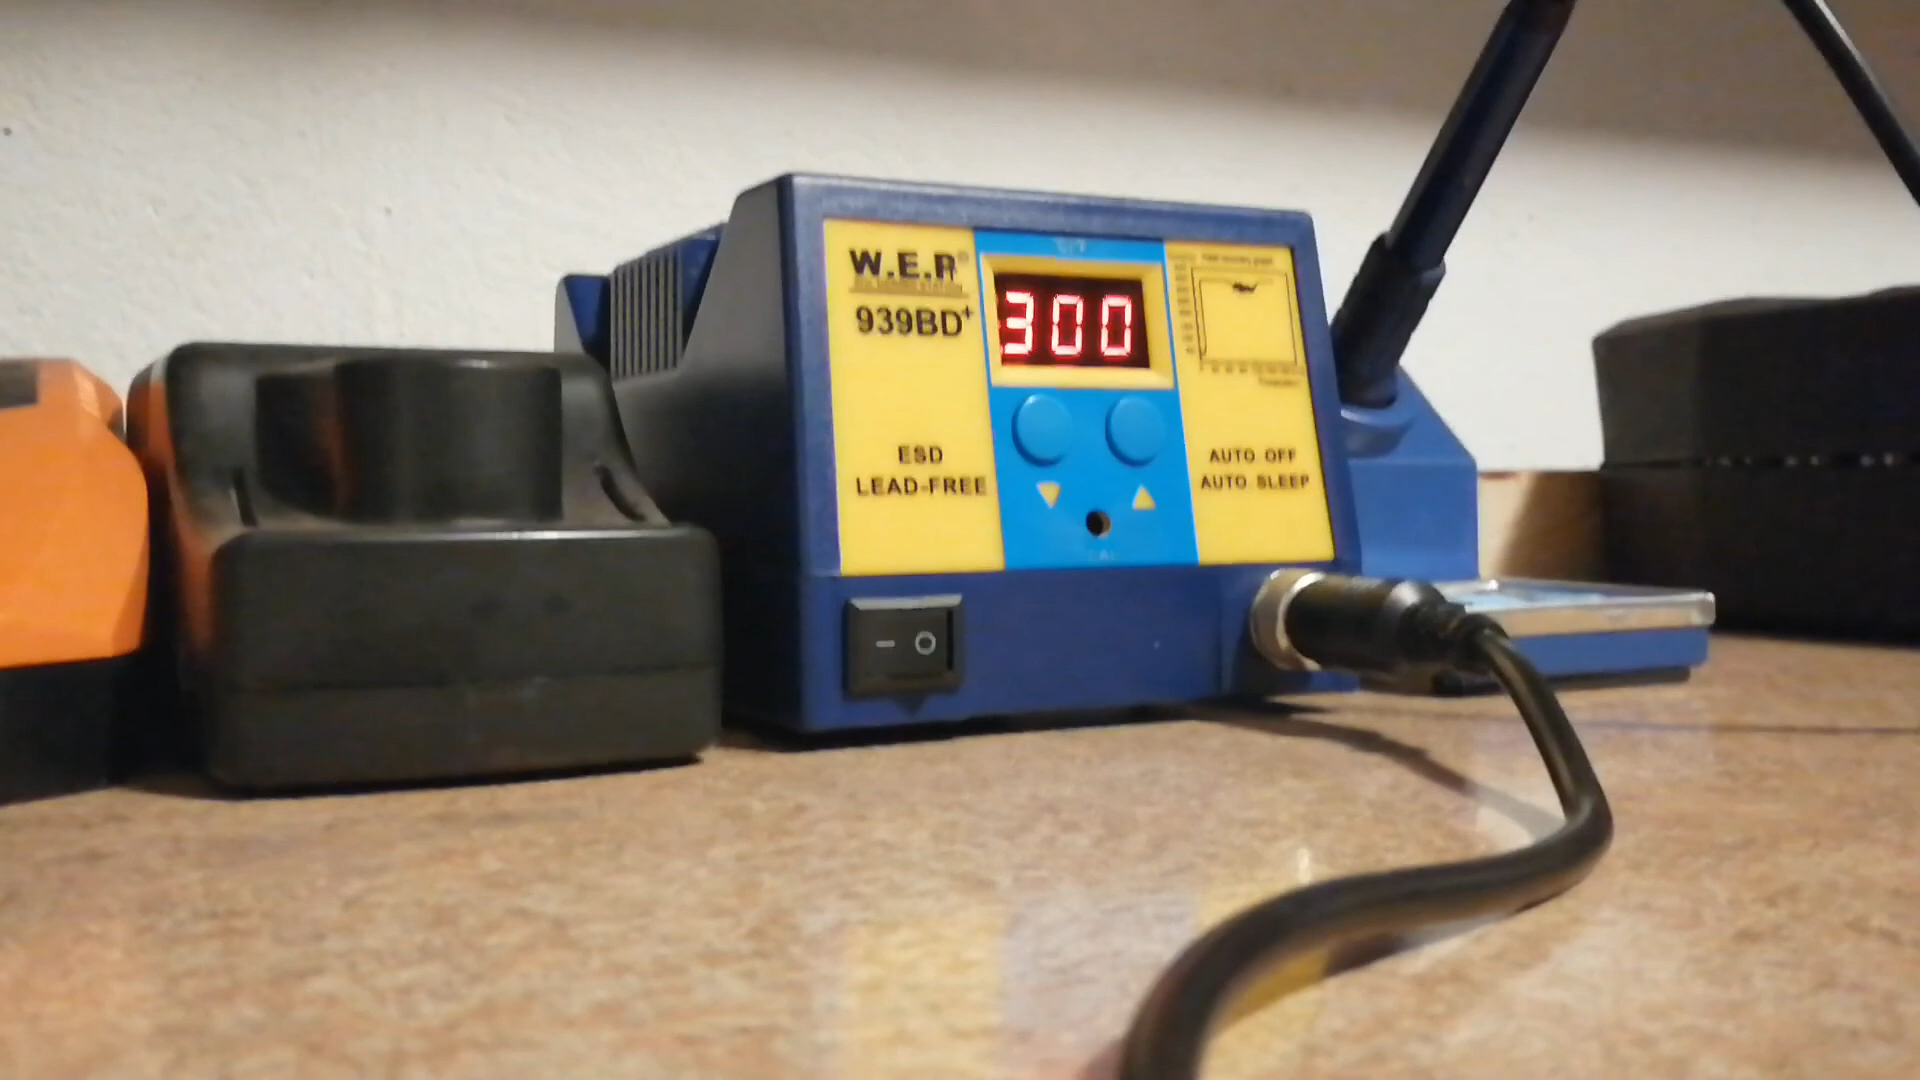 W.E.P®
939BD+
300
ESD
LEAD-FREE
AUTO OFF
AUTO SLEEP
— O